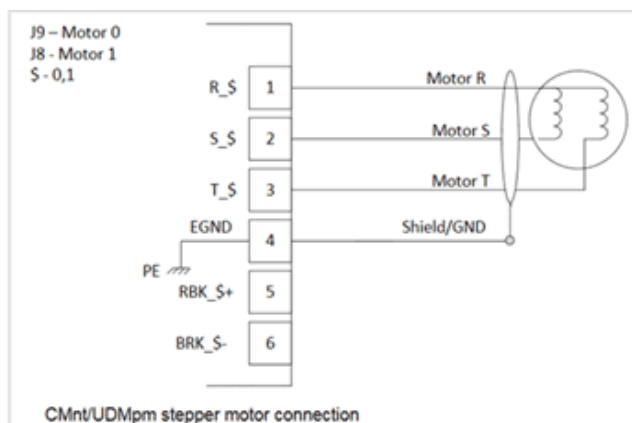 J9 – Motor 0
J8 - Motor 1
$ - 0,1
R_$ 1 Motor R
S_$ 2 Motor S
T_$ 3 Motor T
EGND 4 Shield/GND
PE
RBK_$+ 5
BRK_$- 6
CMnt/UDMpm stepper motor connection